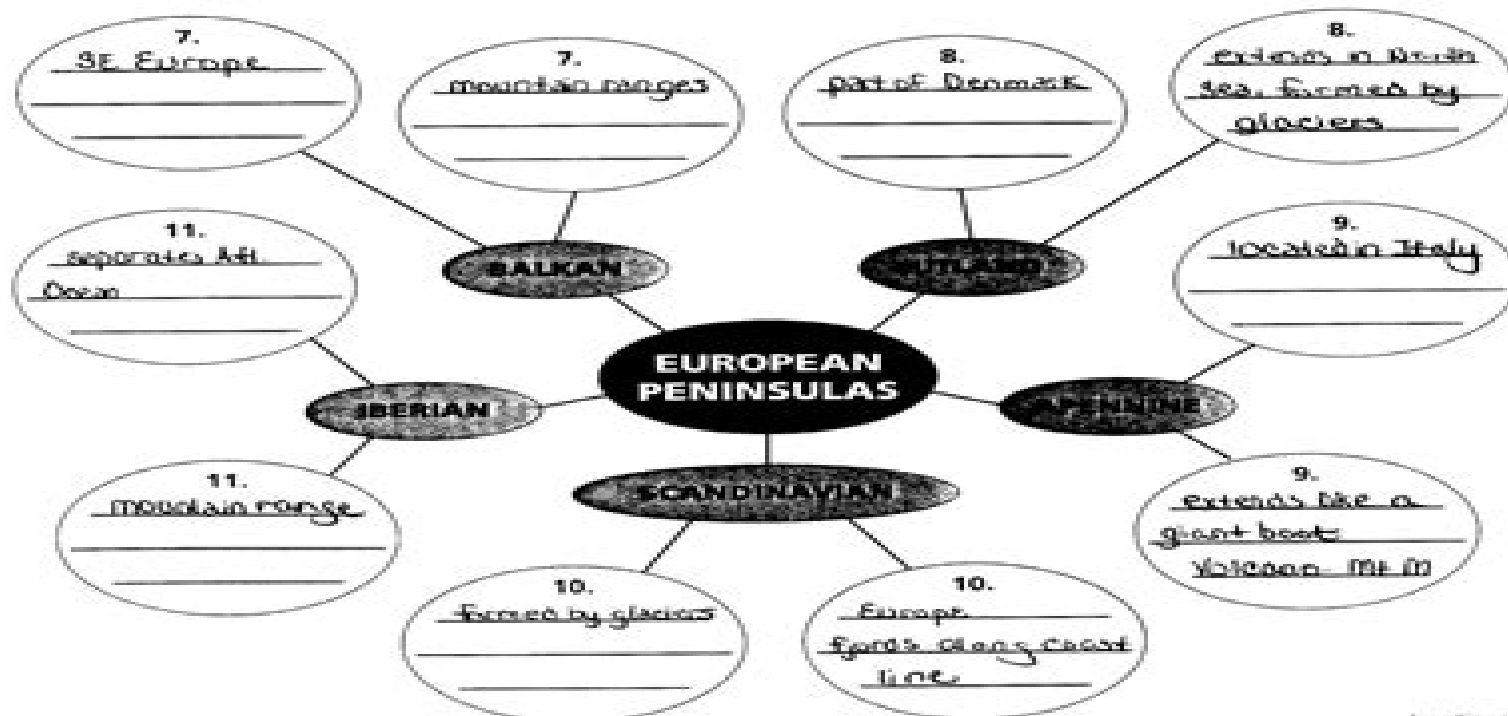 7.
SE Europe
7.
mountain ranges
8.
part of Denmark
8.
extends in North
sea, formed by
glaciers
BALKAN
JUTLAND
11.
separates Atl.
Ocean
9.
located in Italy
EUROPEAN
PENINSULAS
IBERIAN
APENNINE
SCANDINAVIAN
11.
mountain range
9.
extends like a
giant boot
10.
formed by glaciers
10.
Europe
fjords along coast
line